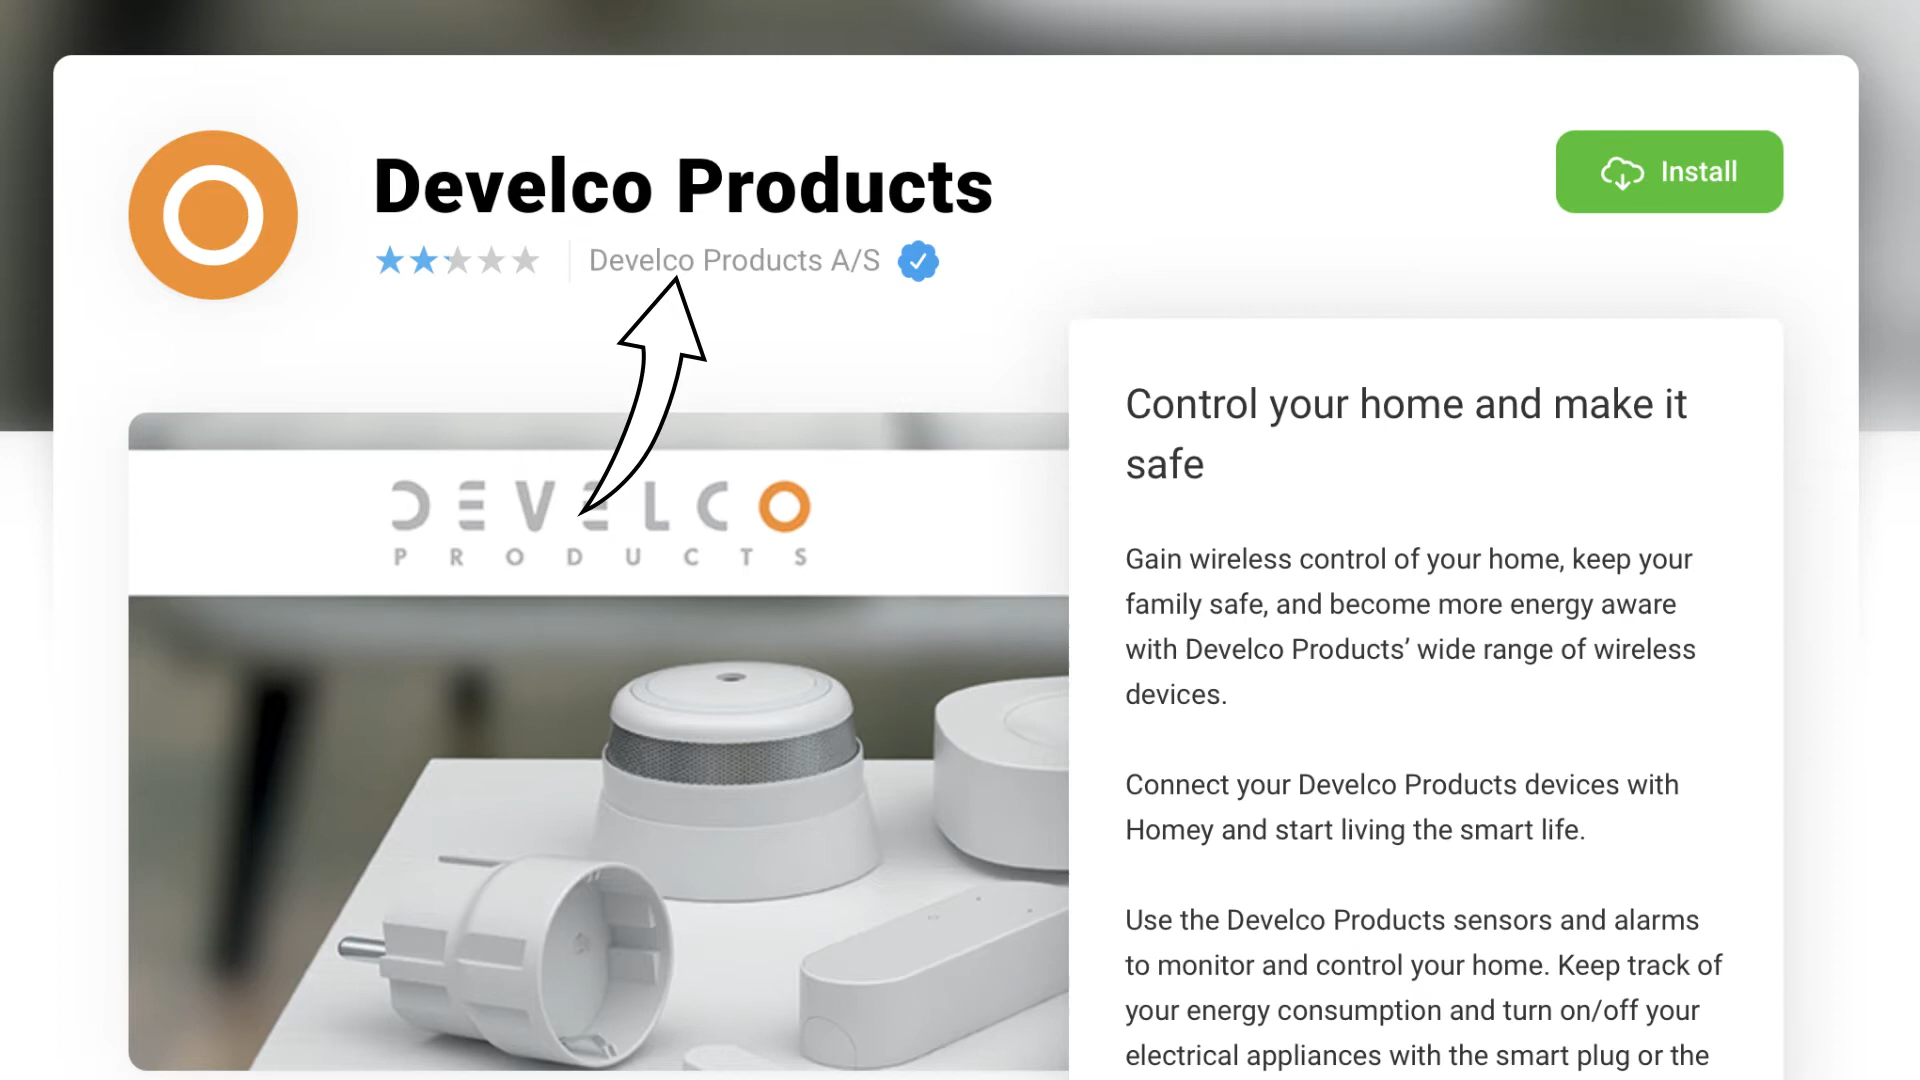 Develco Products
Install
Develco Products A/S
DEVELCO
PRODUCTS
Control your home and make it
safe
Gain wireless control of your home, keep your
family safe, and become more energy aware
with Develco Products’ wide range of wireless
devices.
Connect your Develco Products devices with
Homey and start living the smart life.
Use the Develco Products sensors and alarms
to monitor and control your home. Keep track of
your energy consumption and turn on/off your
electrical appliances with the smart plug or the